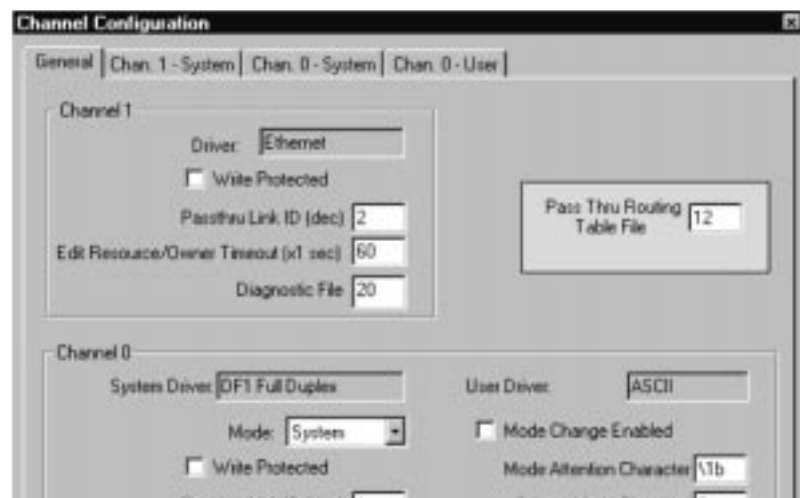 Channel Configuration
General
Chan. 1 - System
Chan. 0 - System
Chan. 0 - User
Channel 1
Driver: Ethernet
Write Protected
Passthru Link ID (dec) 2
Edit Resource/Owner Timeout (x1 sec) 60
Diagnostic File 20
Pass Thru Routing
Table File 12
Channel 0
System Driver: DF1 Full Duplex
User Driver: ASCII
Mode: System
Mode Change Enabled
Write Protected
Mode Attention Character \1b